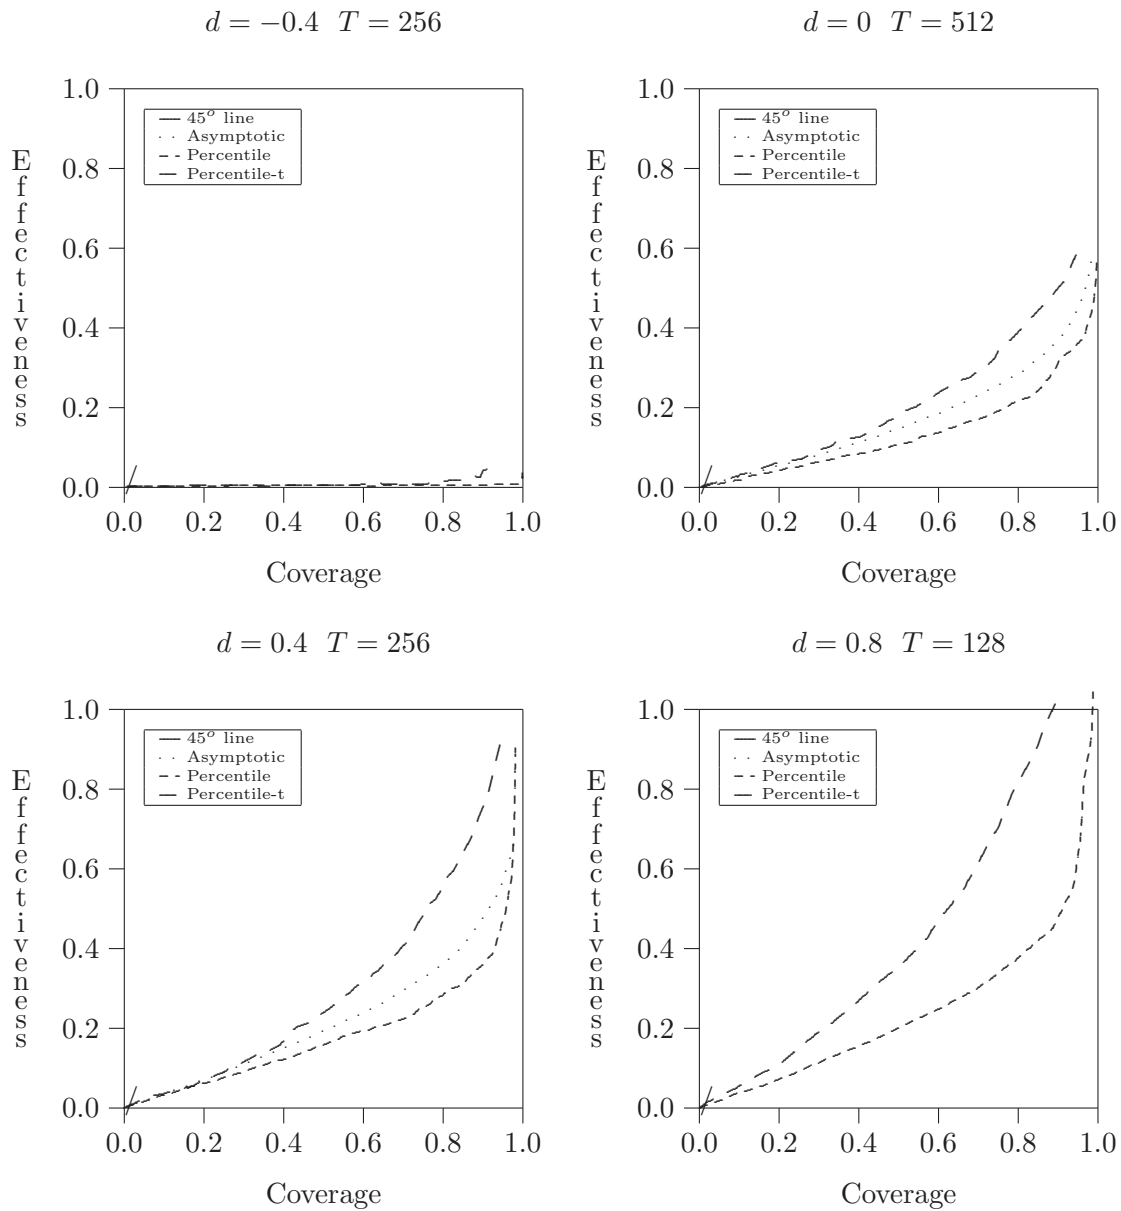 d = −0.4 T = 256
1.0
0.8
0.6
0.4
0.2
0.0
Effectiveness
45° line
Asymptotic
Percentile
Percentile-t
0.0 0.2 0.4 0.6 0.8 1.0
Coverage
d = 0 T = 512
1.0
0.8
0.6
0.4
0.2
0.0
Effectiveness
45° line
Asymptotic
Percentile
Percentile-t
0.0 0.2 0.4 0.6 0.8 1.0
Coverage
d = 0.4 T = 256
1.0
0.8
0.6
0.4
0.2
0.0
Effectiveness
45° line
Asymptotic
Percentile
Percentile-t
0.0 0.2 0.4 0.6 0.8 1.0
Coverage
d = 0.8 T = 128
1.0
0.8
0.6
0.4
0.2
0.0
Effectiveness
45° line
Asymptotic
Percentile
Percentile-t
0.0 0.2 0.4 0.6 0.8 1.0
Coverage